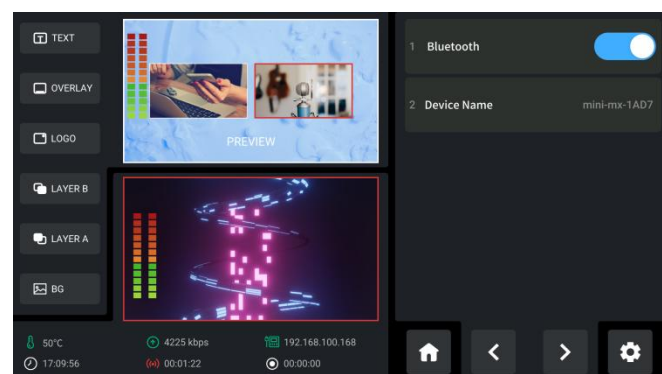 TEXT
OVERLAY
LOGO
LAYER B
LAYER A
BG
PREVIEW
50°C
4225 kbps
192.168.100.168
17:09:56
00:01:22
00:00:00
1 Bluetooth
2 Device Name mini-mx-1AD7